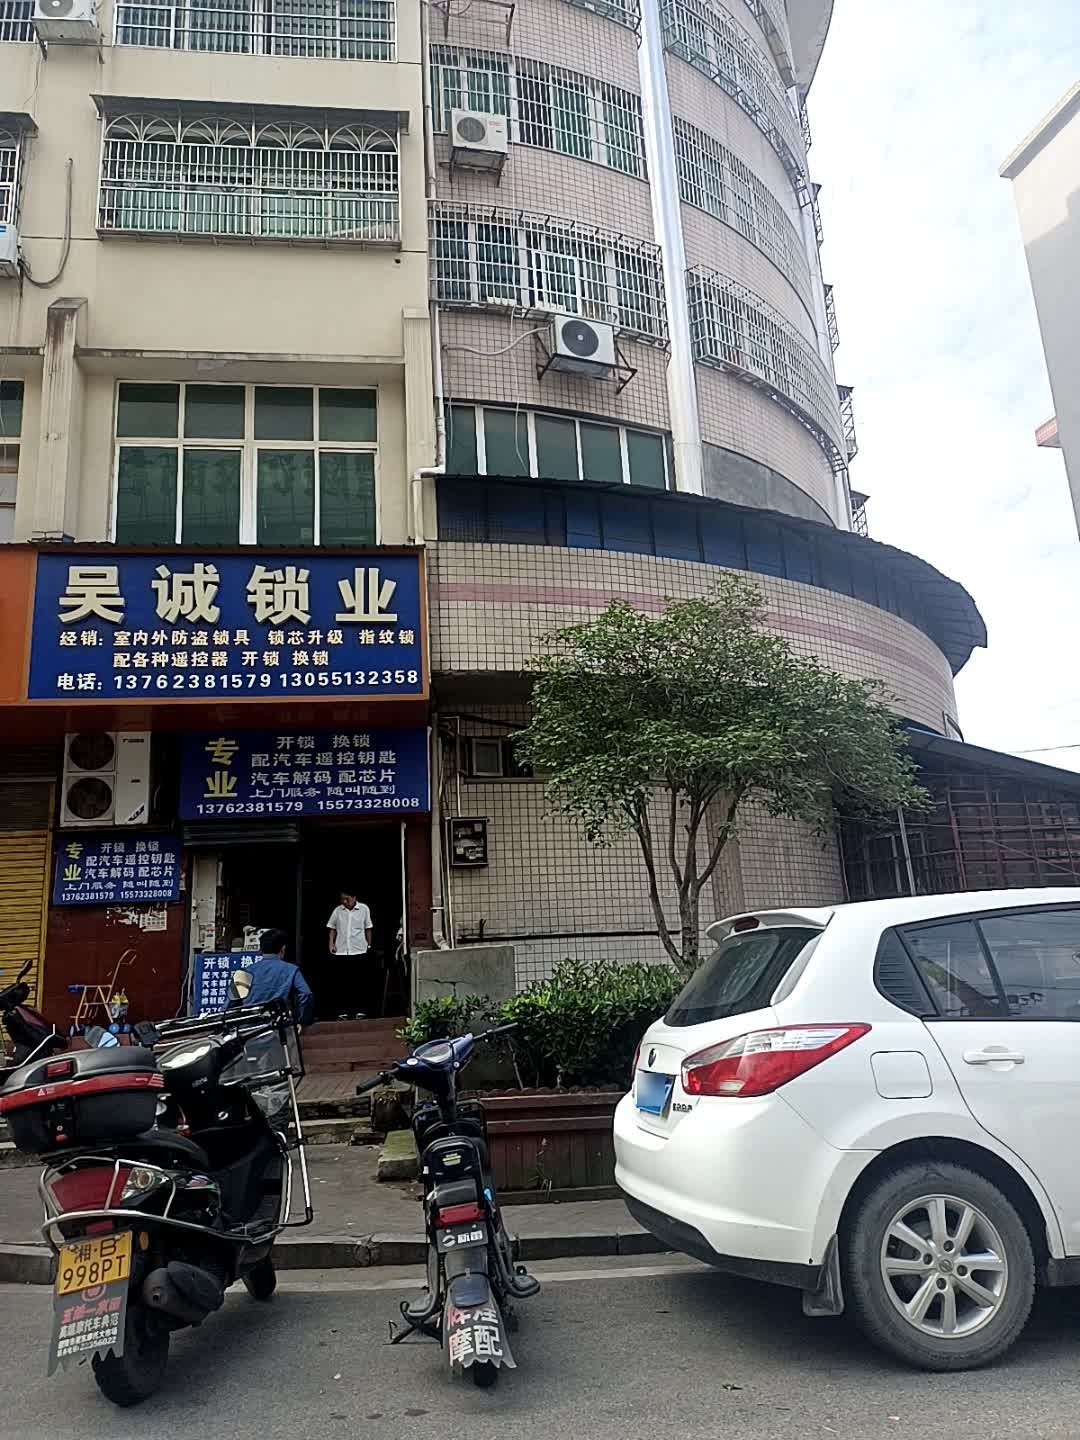 吴诚锁业
经销：室内外防盗锁具 锁芯升级 指纹锁
配各种遥控器 开锁 换锁
电话：13762381579 13055132358
专业
开锁 换锁
配汽车遥控钥匙
汽车解码 配芯片
上门服务 随叫随到
13762381579 15573328008
专业
开锁 换锁
配汽车遥控钥匙
汽车解码 配芯片
上门服务 随叫随到
13762381579 15573328008
开锁·换锁
湘·B
998PT
摩配